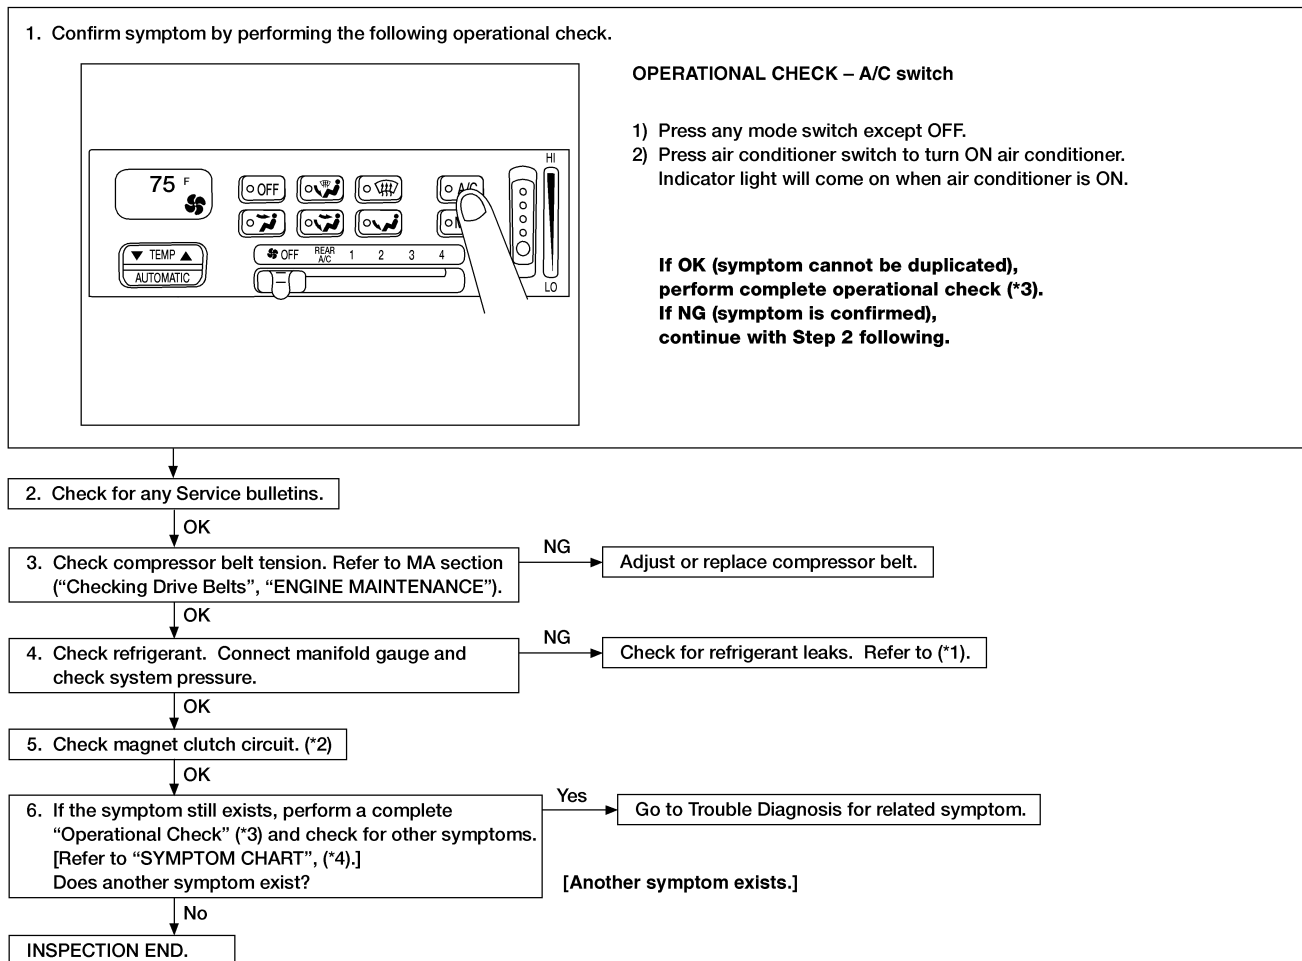 1. Confirm symptom by performing the following operational check.
OPERATIONAL CHECK – A/C switch
1) Press any mode switch except OFF.
2) Press air conditioner switch to turn ON air conditioner.
Indicator light will come on when air conditioner is ON.
If OK (symptom cannot be duplicated),
perform complete operational check (*3).
If NG (symptom is confirmed),
continue with Step 2 following.
75 F
OFF
A/C
HI
TEMP
AUTOMATIC
OFF REAR A/C 1 2 3 4
LO
2. Check for any Service bulletins.
OK
3. Check compressor belt tension. Refer to MA section
(“Checking Drive Belts”, “ENGINE MAINTENANCE”).
NG
Adjust or replace compressor belt.
OK
4. Check refrigerant. Connect manifold gauge and
check system pressure.
NG
Check for refrigerant leaks. Refer to (*1).
OK
5. Check magnet clutch circuit. (*2)
OK
6. If the symptom still exists, perform a complete
“Operational Check” (*3) and check for other symptoms.
[Refer to “SYMPTOM CHART”, (*4).]
Does another symptom exist?
Yes
Go to Trouble Diagnosis for related symptom.
[Another symptom exists.]
No
INSPECTION END.